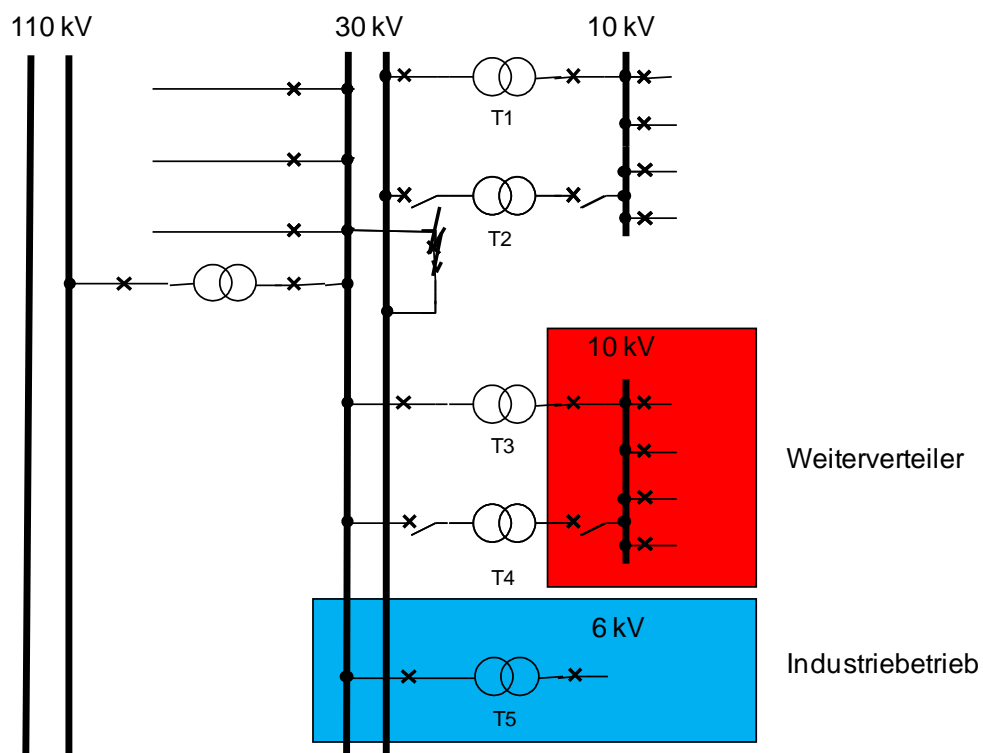 110 kV
30 kV
10 kV
T1
T2
10 kV
T3
Weiterverteiler
T4
6 kV
Industriebetrieb
T5